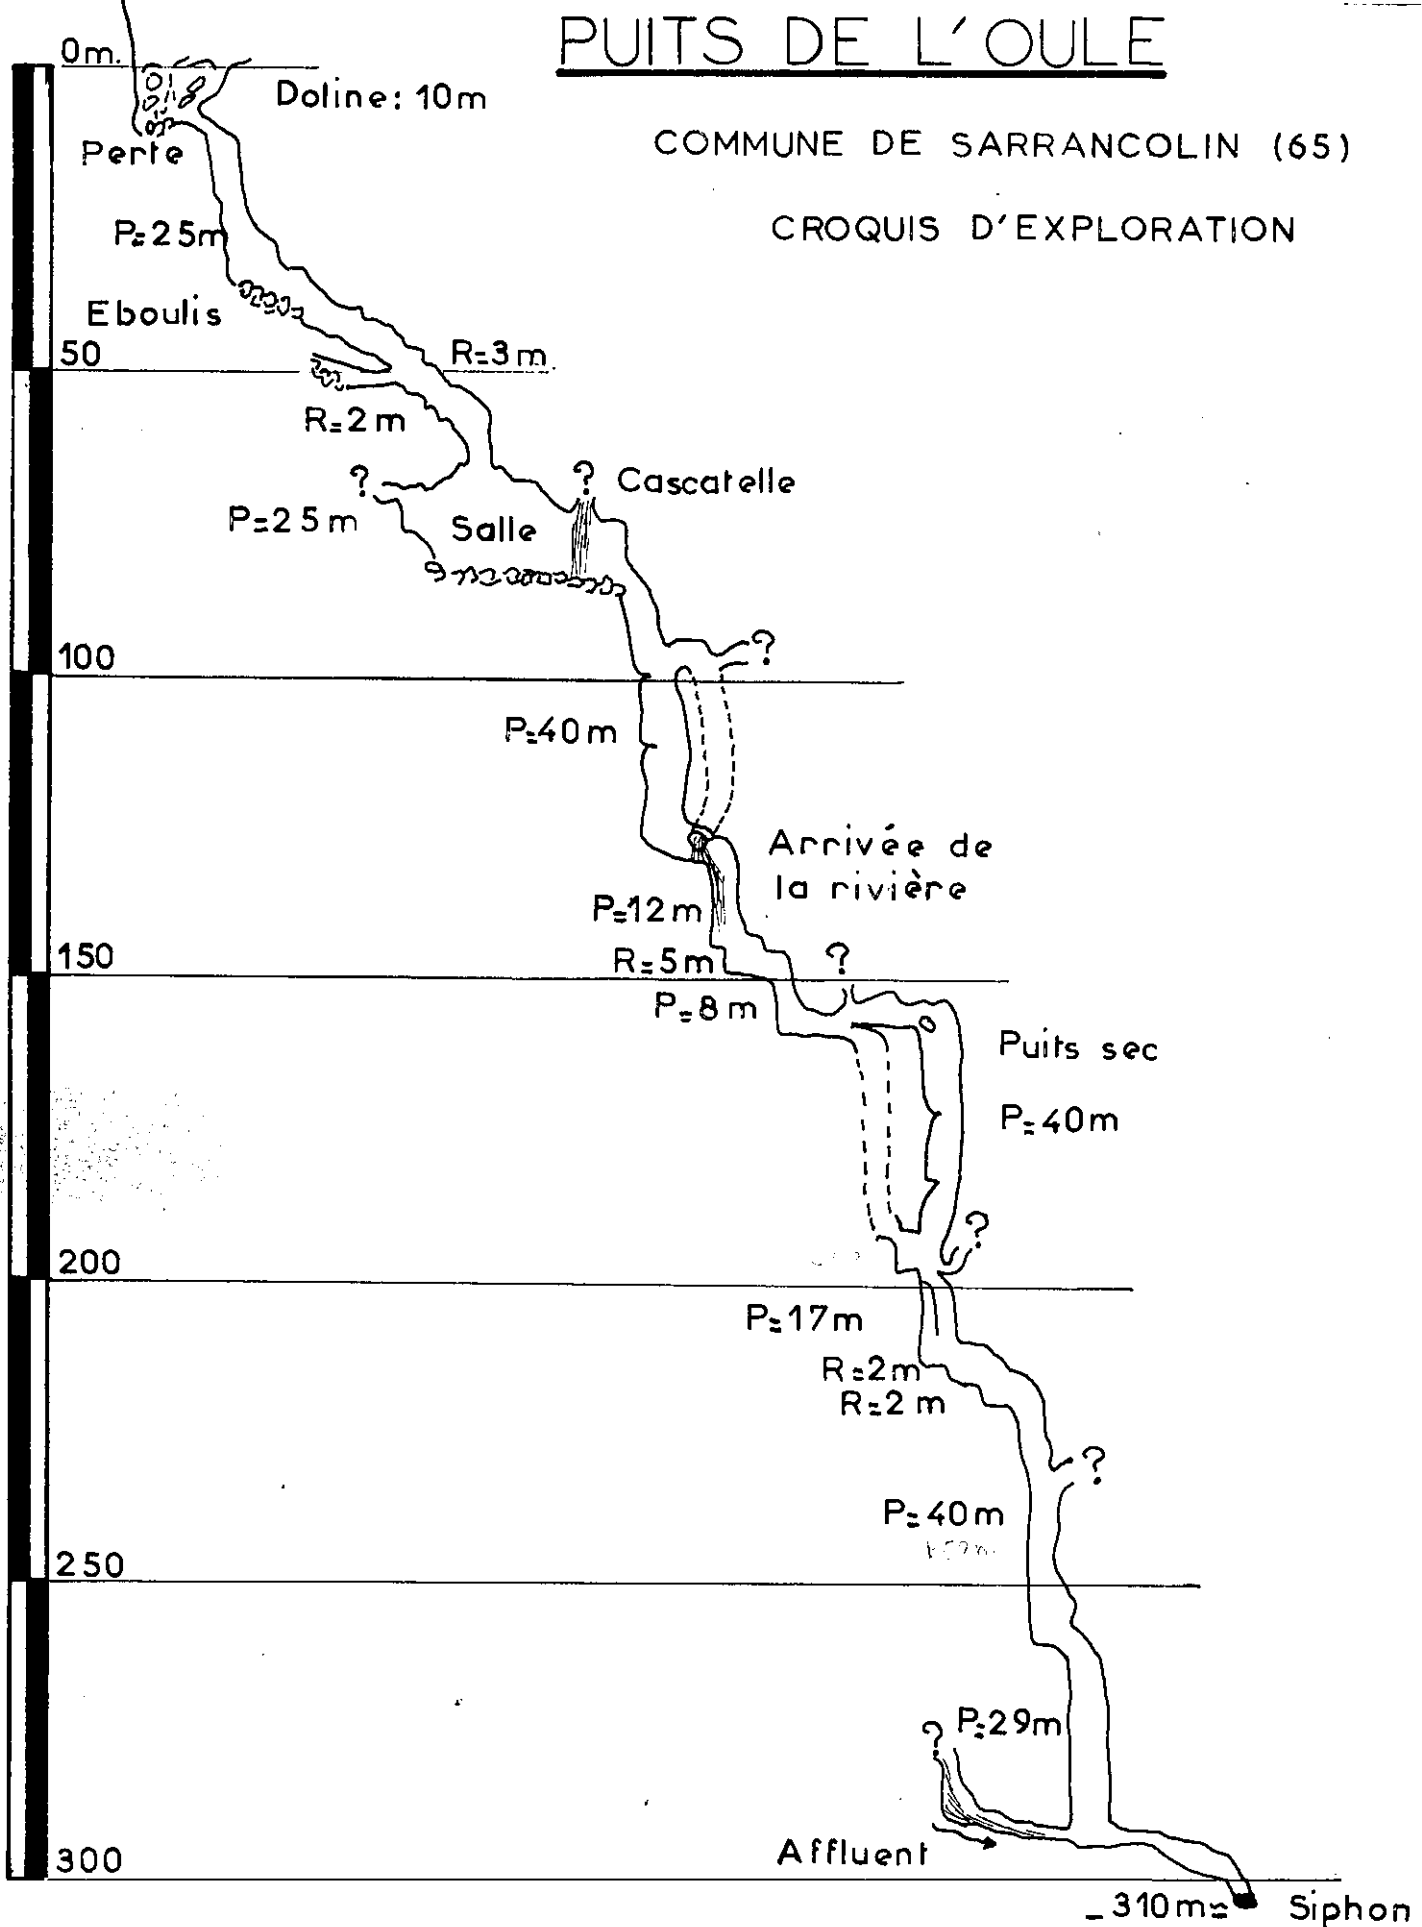 PUITS DE L'OULE
COMMUNE DE SARRANCOLIN (65)
CROQUIS D'EXPLORATION
0m.
Doline: 10m
Perte
P=25m
Eboulis
50
R=3m
R=2m
?
? Cascatelle
P=25m
Salle
?
100
P=40m
Arrivée de
la rivière
P=12m
150
R=5m
?
P=8m
Puits sec
P=40m
?
200
P=17m
R=2m
R=2m
?
P=40m
250
? P=29m
Affluent
300
_310m≈ Siphon